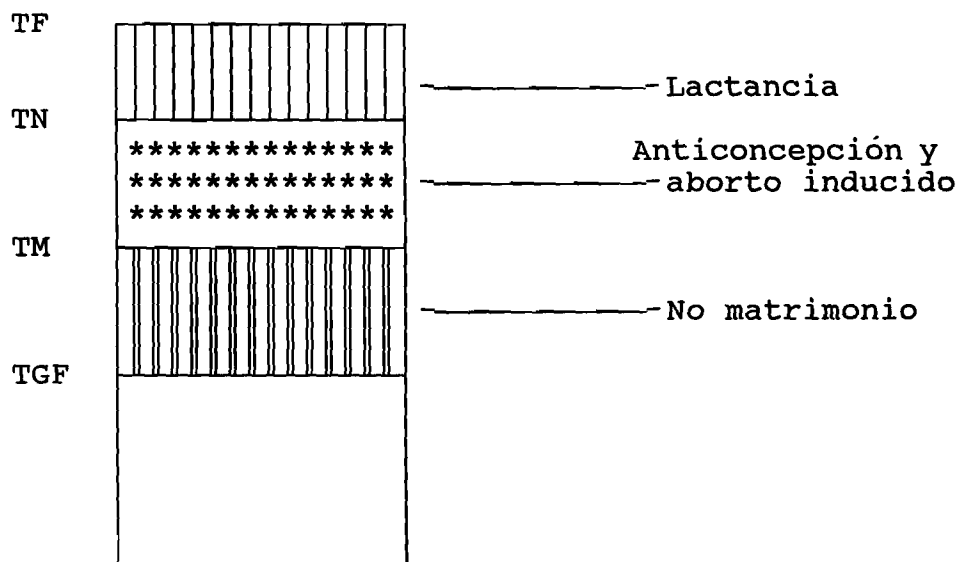 TF
Lactancia
TN
**************
Anticoncepción y
**************
aborto inducido
**************
TM
No matrimonio
TGF